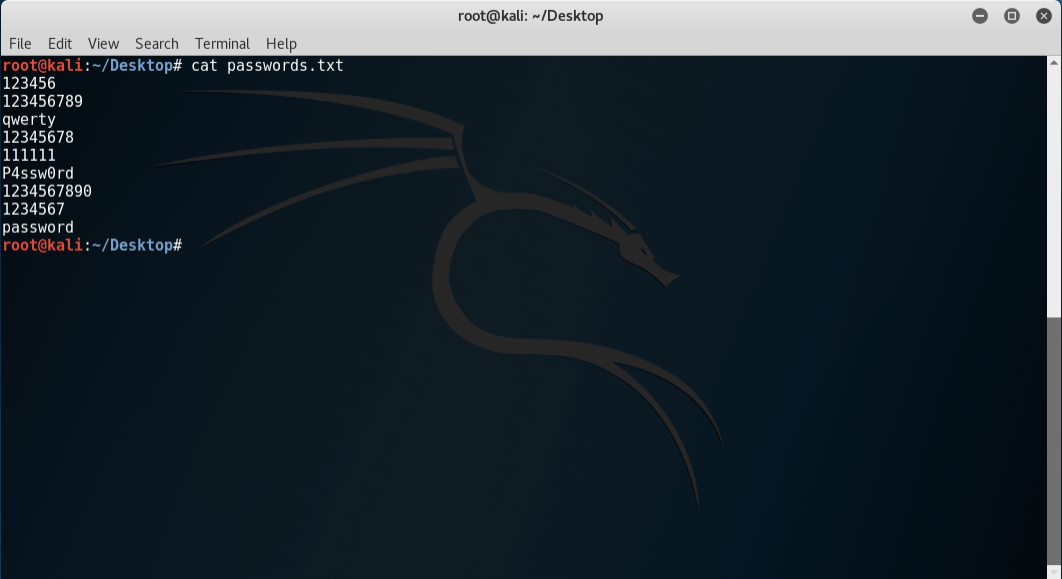 root@kali: ~/Desktop
File Edit View Search Terminal Help
root@kali:~/Desktop# cat passwords.txt
123456
123456789
qwerty
12345678
111111
P4ssw0rd
1234567890
1234567
password
root@kali:~/Desktop#